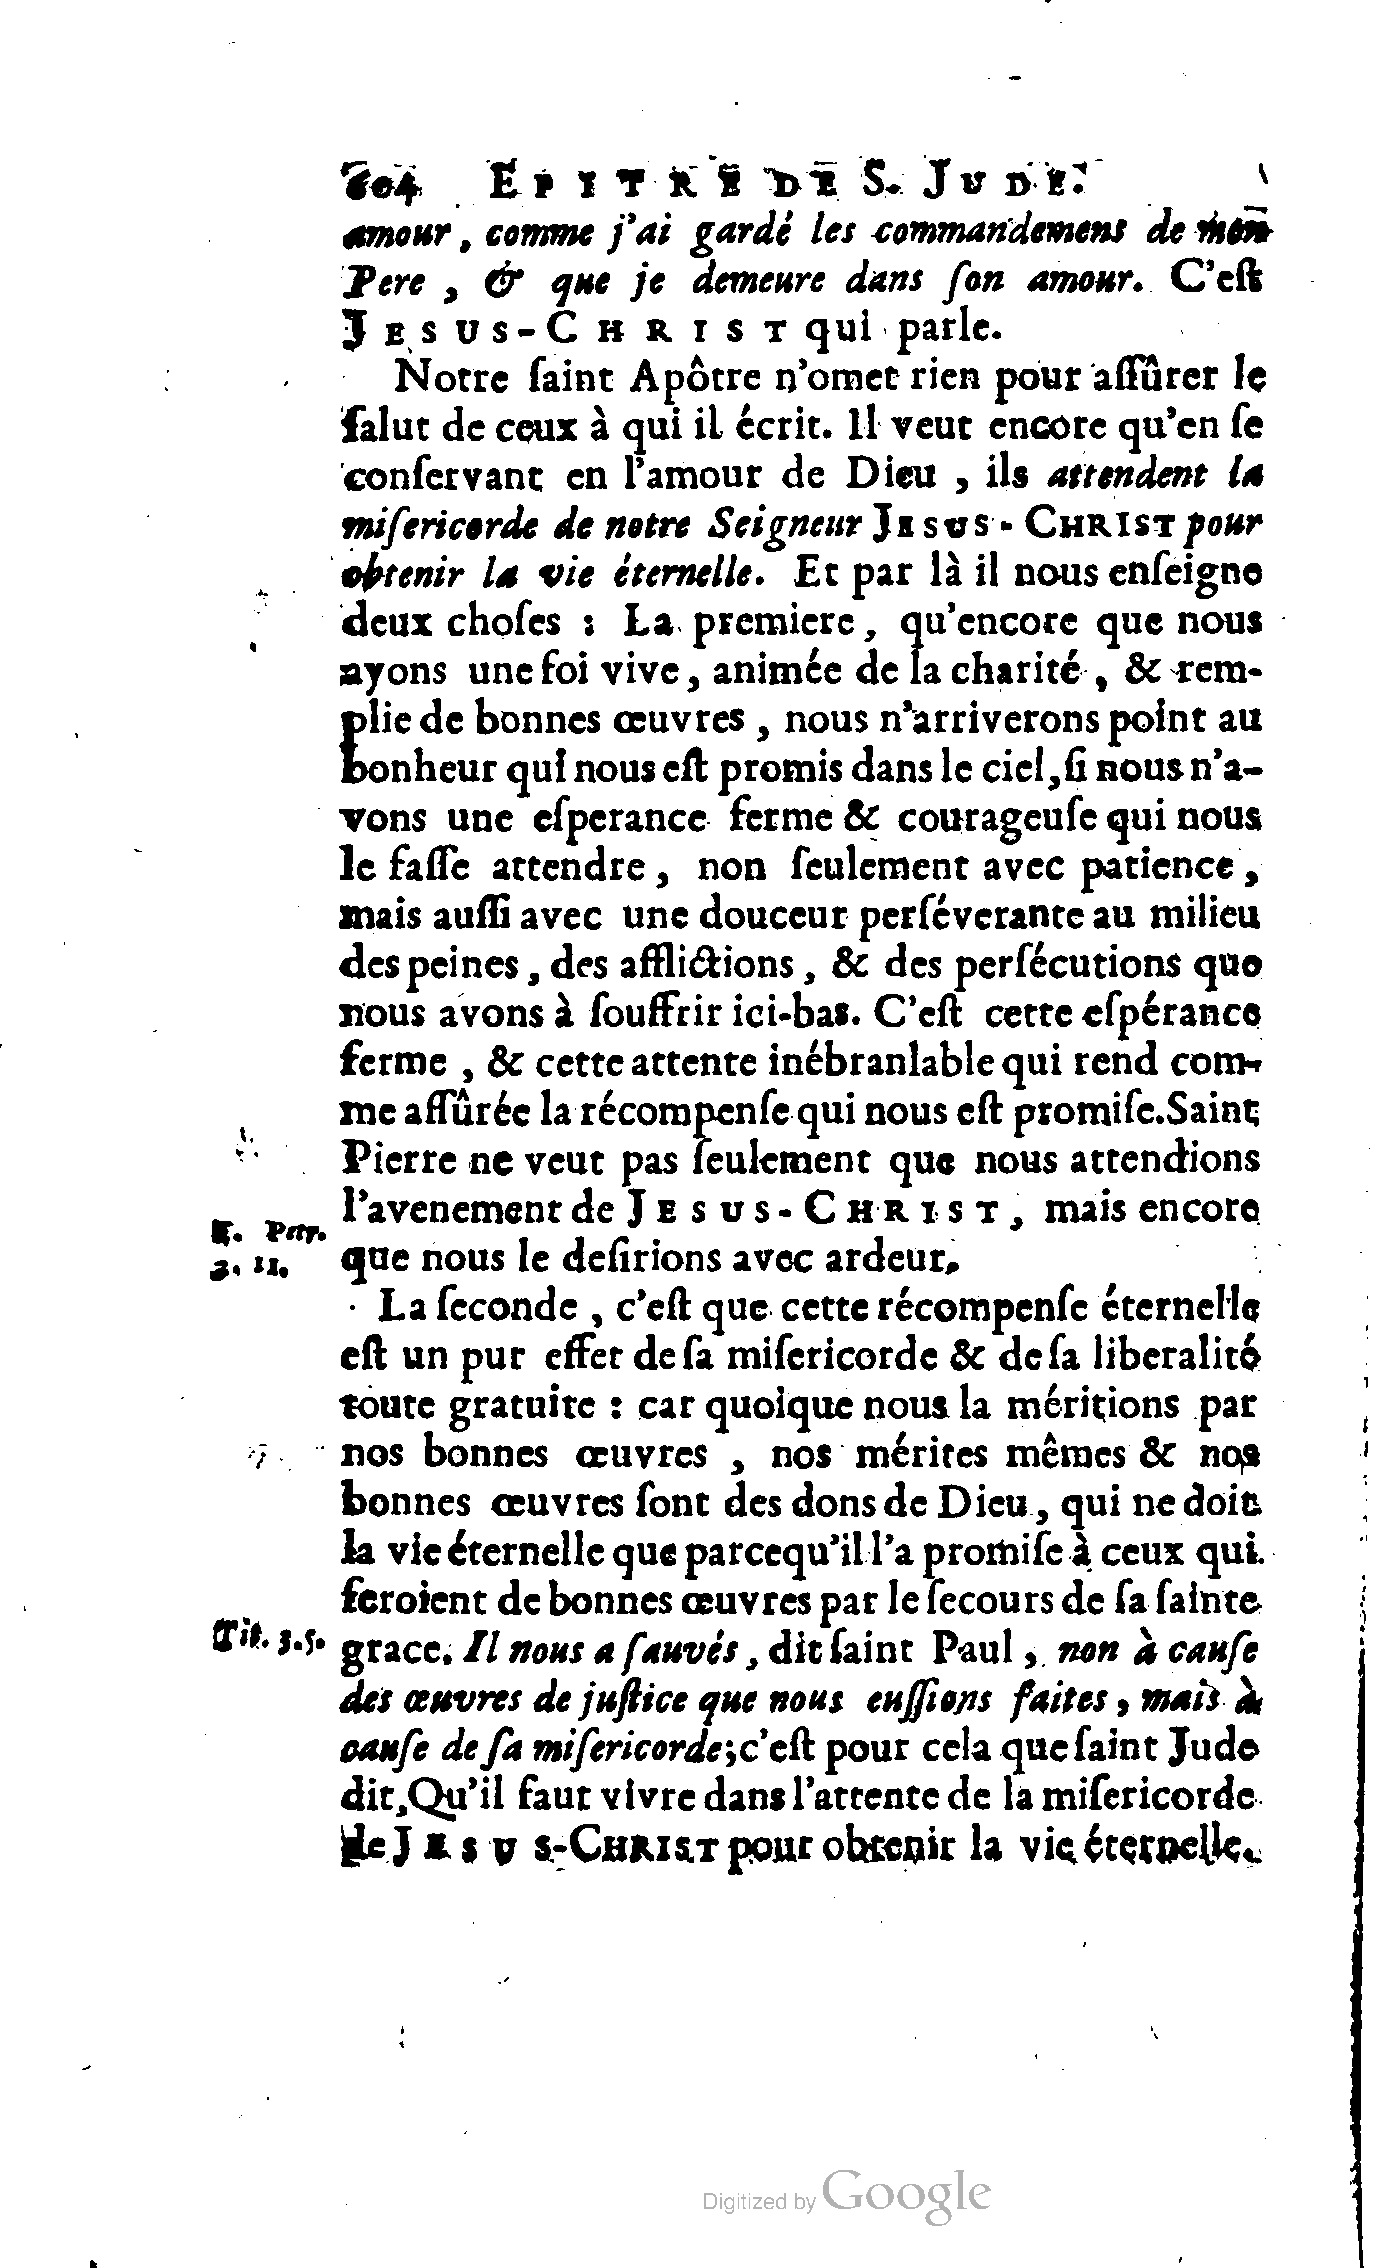 604 EPITRE DE S. JUDE.
amour, comme j'ai gardé les commandemens de mon
Pere, & que je demeure dans ſon amour. C'eſt
JESUS-CHRIST qui parle.
Notre ſaint Apôtre n'omet rien pour aſſûrer le
ſalut de ceux à qui il écrit. Il veut encore qu'en ſe
conſervant en l'amour de Dieu, ils attendent la
miſericorde de notre Seigneur JESUS-CHRIST pour
obtenir la vie éternelle. Et par là il nous enſeigne
deux choſes : La premiere, qu'encore que nous
ayons une foi vive, animée de la charité, & rem-
plie de bonnes œuvres, nous n'arriverons point au
bonheur qui nous eſt promis dans le ciel, ſi nous n'a-
vons une eſperance ferme & courageuſe qui nous
le faſſe attendre, non ſeulement avec patience,
mais auſſi avec une douceur perſéverante au milieu
des peines, des afflictions, & des perſécutions que
nous avons à ſouffrir ici-bas. C'eſt cette eſpérance
ferme, & cette attente inébranlable qui rend com-
me aſſûrée la récompenſe qui nous eſt promiſe. Saint
Pierre ne veut pas ſeulement que nous attendions
l'avenement de JESUS-CHRIST, mais encore
Petr.
11.
que nous le deſirions avec ardeur.
La ſeconde, c'eſt que cette récompenſe éternelle
eſt un pur effet de ſa miſericorde & de ſa liberalité
toute gratuite : car quoique nous la méritions par
nos bonnes œuvres, nos mérites mêmes & nos
bonnes œuvres ſont des dons de Dieu, qui ne doit
la vie éternelle que parcequ'il l'a promiſe à ceux qui
feroient de bonnes œuvres par le ſecours de ſa ſainte
Tit. 3.5.
grace. Il nous a ſauvés, dit ſaint Paul, non à cauſe
des œuvres de juſtice que nous euſſions faites, mais à
cauſe de ſa miſericorde; c'eſt pour cela que ſaint Jude
dit, Qu'il faut vivre dans l'attente de la miſericorde
de JESUS-CHRIST pour obtenir la vie éternelle.
Digitized by Google